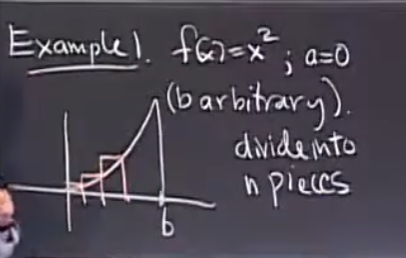 Example 1. f(x)=x²; a=0
(b arbitrary).
divide into
n pieces
b